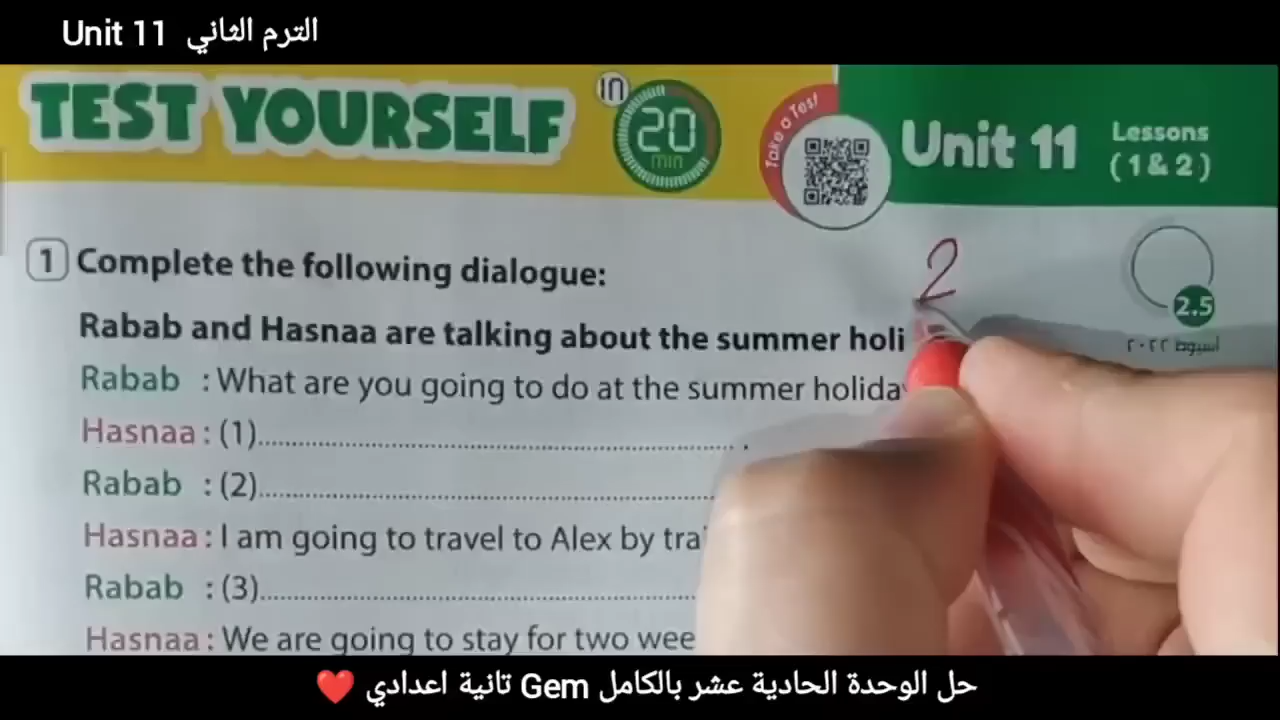 Unit 11 الترم الثاني
TEST YOURSELF
in
20
min
Take a Test
Unit 11
Lessons
(1 & 2)
1 Complete the following dialogue:
2
2.5
أسيوط ٢٠٢٢
Rabab and Hasnaa are talking about the summer holi
Rabab : What are you going to do at the summer holida
Hasnaa : (1)........................................ .
Rabab : (2)........................................
Hasnaa : I am going to travel to Alex by trai
Rabab : (3)........................................
Hasnaa : We are going to stay for two wee
حل الوحدة الحادية عشر بالكامل Gem تانية اعدادي ❤️